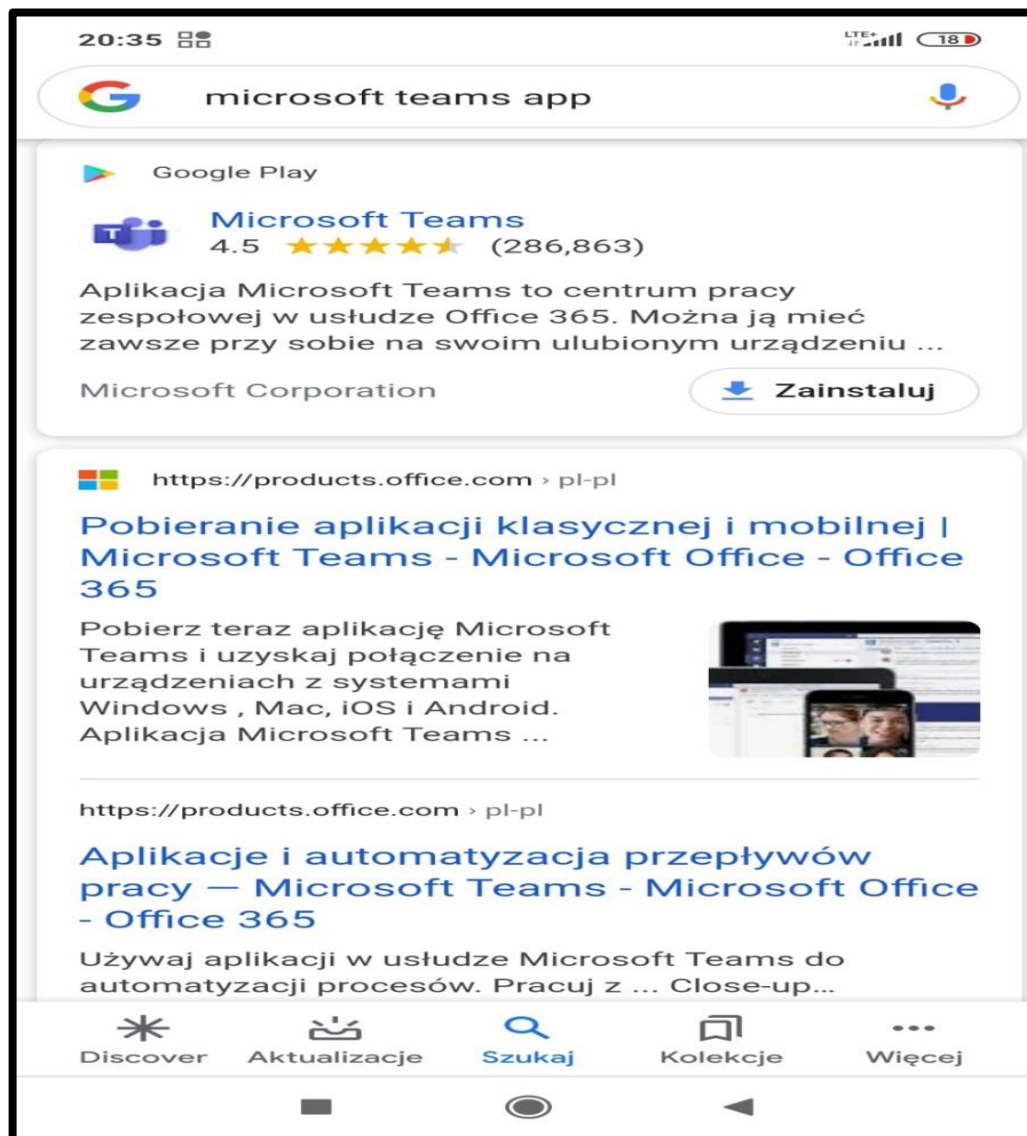 20:35 LTE+ 18
microsoft teams app
Google Play
Microsoft Teams
4.5 (286,863)
Aplikacja Microsoft Teams to centrum pracy
zespołowej w usłudze Office 365. Można ją mieć
zawsze przy sobie na swoim ulubionym urządzeniu ...
Microsoft Corporation Zainstaluj
https://products.office.com › pl-pl
Pobieranie aplikacji klasycznej i mobilnej |
Microsoft Teams - Microsoft Office - Office
365
Pobierz teraz aplikację Microsoft
Teams i uzyskaj połączenie na
urządzeniach z systemami
Windows , Mac, iOS i Android.
Aplikacja Microsoft Teams ...
https://products.office.com › pl-pl
Aplikacje i automatyzacja przepływów
pracy — Microsoft Teams - Microsoft Office
- Office 365
Używaj aplikacji w usłudze Microsoft Teams do
automatyzacji procesów. Pracuj z ... Close-up...
Discover Aktualizacje Szukaj Kolekcje Więcej